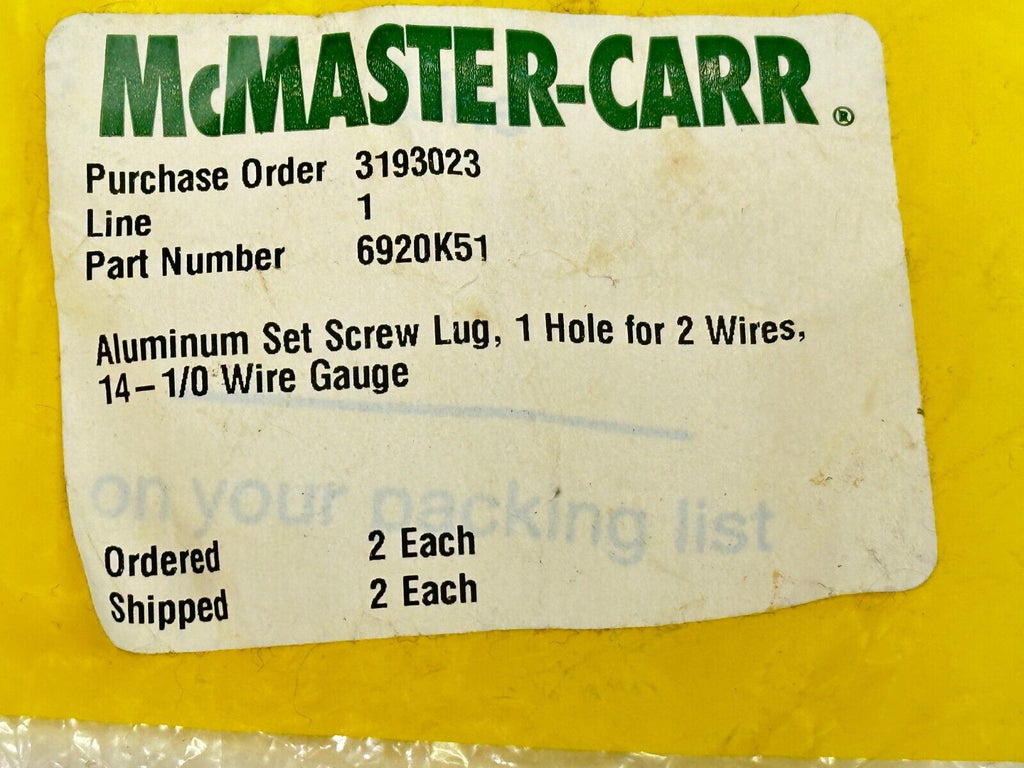 McMASTER-CARR®
Purchase Order 3193023
Line 1
Part Number 6920K51
Aluminum Set Screw Lug, 1 Hole for 2 Wires,
14-1/0 Wire Gauge
on your packing list
Ordered 2 Each
Shipped 2 Each